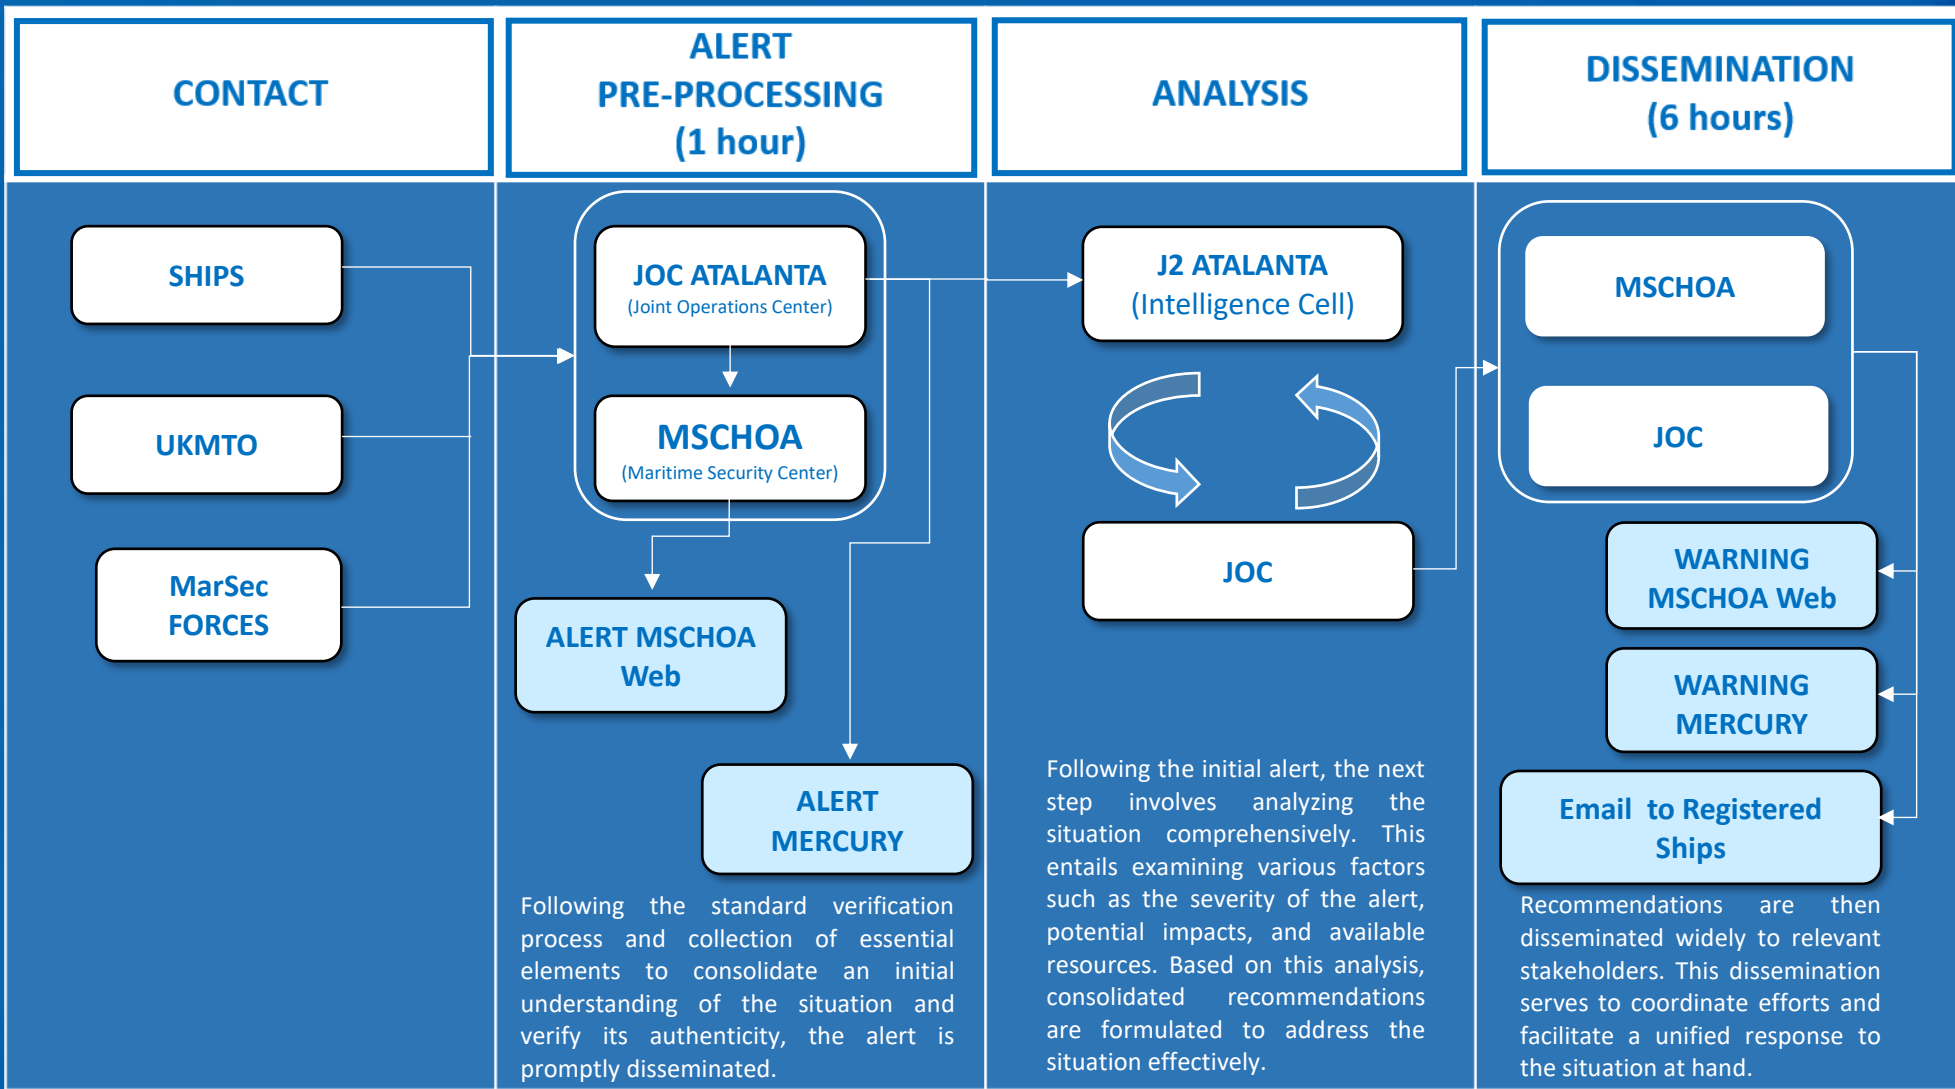 CONTACT
ALERT
PRE-PROCESSING
(1 hour)
ANALYSIS
DISSEMINATION
(6 hours)
SHIPS
UKMTO
MarSec
FORCES
JOC ATALANTA
(Joint Operations Center)
MSCHOA
(Maritime Security Center)
ALERT MSCHOA
Web
ALERT
MERCURY
Following the standard verification
process and collection of essential
elements to consolidate an initial
understanding of the situation and
verify its authenticity, the alert is
promptly disseminated.
J2 ATALANTA
(Intelligence Cell)
JOC
Following the initial alert, the next
step involves analyzing the
situation comprehensively. This
entails examining various factors
such as the severity of the alert,
potential impacts, and available
resources. Based on this analysis,
consolidated recommendations
are formulated to address the
situation effectively.
MSCHOA
JOC
WARNING
MSCHOA Web
WARNING
MERCURY
Email to Registered
Ships
Recommendations are then
disseminated widely to relevant
stakeholders. This dissemination
serves to coordinate efforts and
facilitate a unified response to
the situation at hand.